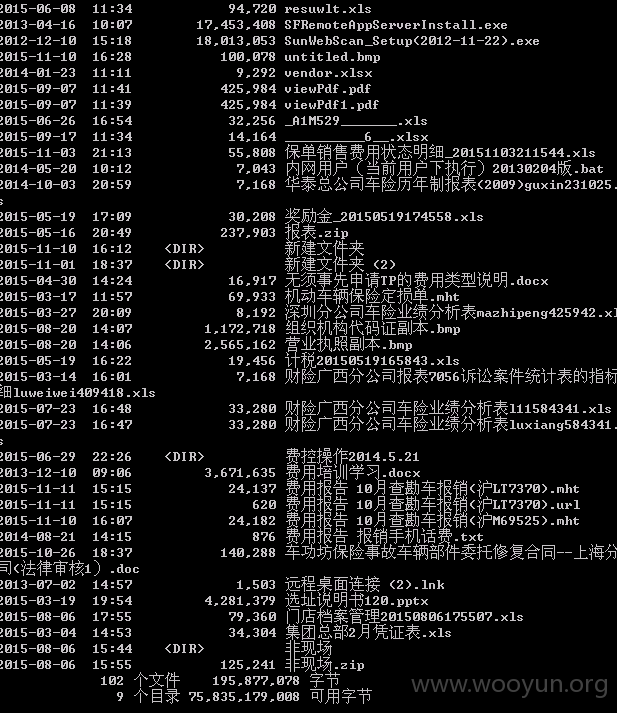 2015-06-08  11:34            94,720 resuwlt.xls
2013-04-16  10:07        17,453,408 SFRemoteAppServerInstall.exe
2012-12-10  15:18        18,013,053 SunWebScan_Setup(2012-11-22).exe
2015-11-10  16:28           100,078 untitled.bmp
2014-01-23  11:11             9,292 vendor.xlsx
2015-09-07  11:41           425,984 viewPdf.pdf
2015-09-07  11:39           425,984 viewPdf1.pdf
2015-06-26  16:54            32,256 _A1M529_______.xls
2015-09-17  11:34            14,164 __________6__.xlsx
2015-11-03  21:13            55,808 保单销售费用状态明细_20151103211544.xls
2014-05-20  10:12             7,043 内网用户（当前用户下执行）20130204版.bat
2014-10-03  20:59             7,168 华泰总公司车险历年制报表(2009)guxin231025.
s
2015-05-19  17:09            30,208 奖励金_20150519174558.xls
2015-05-16  20:49           237,903 报表.zip
2015-11-10  16:12    <DIR>          新建文件夹
2015-11-01  18:37    <DIR>          新建文件夹 (2)
2015-04-30  14:24            16,917 无须事先申请TP的费用类型说明.docx
2015-03-17  11:57            69,933 机动车辆保险定损单.mht
2015-03-27  20:09             8,192 深圳分公司车险业绩分析表mazhipeng425942.xl
2015-08-20  14:07         1,172,718 组织机构代码证副本.bmp
2015-08-20  14:06         2,565,162 营业执照副本.bmp
2015-05-19  16:22            19,456 计税20150519165843.xls
2015-03-14  16:01             7,168 财险广西分公司报表7056诉讼案件统计表的指标
细luweiwei409418.xls
2015-07-23  16:48            33,280 财险广西分公司车险业绩分析表l11584341.xls
2015-07-23  16:47            33,280 财险广西分公司车险业绩分析表luxiang584341.
s
2015-06-29  22:26    <DIR>          费控操作2014.5.21
2013-12-10  09:06         3,671,635 费用培训学习.docx
2015-11-11  15:15            24,137 费用报告 10月查勘车报销(沪LT7370).mht
2015-11-11  15:15               620 费用报告 10月查勘车报销(沪LT7370).url
2015-11-10  16:07            24,182 费用报告 10月查勘车报销(沪M69525).mht
2014-08-21  14:15               876 费用报告 报销手机话费.txt
2015-10-26  18:37           140,288 车功坊保险事故车辆部件委托修复合同--上海分
司(法律审核1）.doc
2013-07-02  14:57             1,503 远程桌面连接 (2).lnk
2015-03-19  19:54         4,281,379 选址说明书120.pptx
2015-08-06  17:55            79,360 门店档案管理20150806175507.xls
2015-03-04  14:53            34,304 集团总部2月凭证表.xls
2015-08-06  15:44    <DIR>          非现场
2015-08-06  15:55           125,241 非现场.zip
102 个文件    195,877,078 字节
9 个目录 75,835,179,008 可用字节
www.wooyun.org